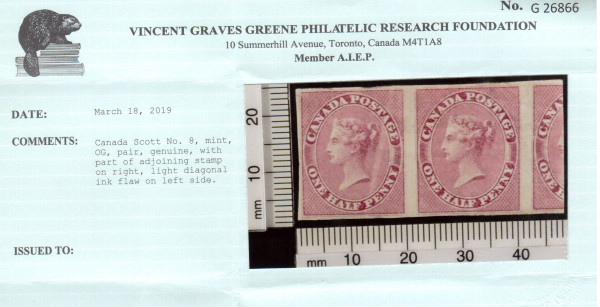 No. G 26866
VINCENT GRAVES GREENE PHILATELIC RESEARCH FOUNDATION
10 Summerhill Avenue, Toronto, Canada M4T1A8
Member A.I.E.P.
DATE: March 18, 2019
COMMENTS: Canada Scott No. 8, mint,
OG, pair, genuine, with
part of adjoining stamp
on right, light diagonal
ink flaw on left side.
ISSUED TO:
CANADA POSTAGE
ONE HALF PENNY
CANADA POSTAGE
ONE HALF PENNY
mm 10 20
mm 10 20 30 40